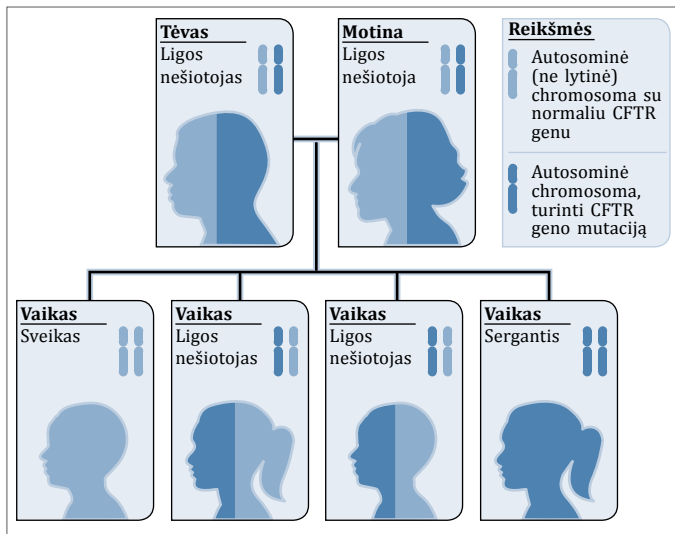 Tėvas
Ligos
nešiotojas
Motina
Ligos
nešiotoja
Reikšmės
Autosominė
(ne lytinė)
chromosoma su
normaliu CFTR
genu
Autosominė
chromosoma,
turinti CFTR
geno mutaciją
Vaikas
Sveikas
Vaikas
Ligos
nešiotojas
Vaikas
Ligos
nešiotojas
Vaikas
Sergantis